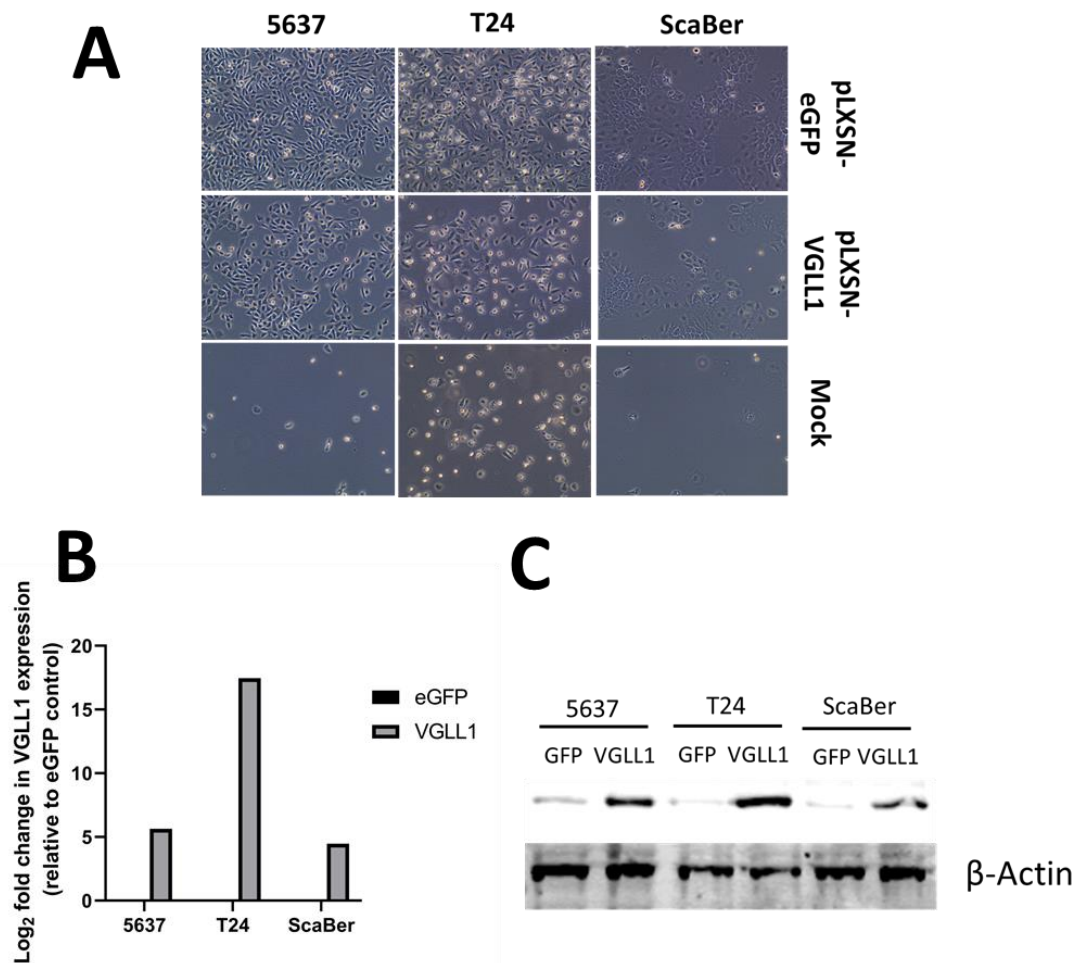 A
5637 T24 ScaBer
pLXSN-
eGFP
pLXSN-
VGLL1
Mock
B
Log₂ fold change in VGLL1 expression
(relative to eGFP control)
20
15
10
5
0
5637 T24 ScaBer
eGFP
VGLL1
C
5637 T24 ScaBer
GFP VGLL1 GFP VGLL1 GFP VGLL1
β-Actin